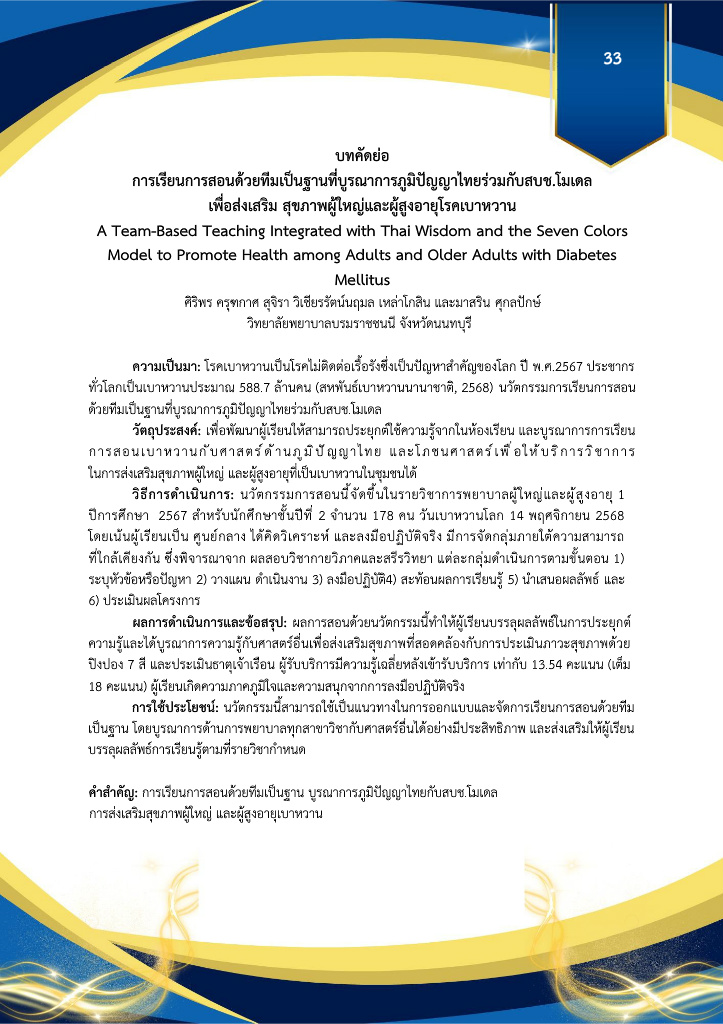 33
บทคัดย่อ
การเรียนการสอนด้วยทีมเป็นฐานที่บูรณาการภูมิปัญญาไทยร่วมกับสบช.โมเดล
เพื่อส่งเสริม สุขภาพผู้ใหญ่และผู้สูงอายุโรคเบาหวาน
A Team-Based Teaching Integrated with Thai Wisdom and the Seven Colors
Model to Promote Health among Adults and Older Adults with Diabetes
Mellitus
ศิริพร ครุฑกาศ สุจิรา วิเชียรรัตน์นฤมล เหล่าโกสิน และมาสริน ศุกลปักษ์
วิทยาลัยพยาบาลบรมราชชนนี จังหวัดนนทบุรี
ความเป็นมา: โรคเบาหวานเป็นโรคไม่ติดต่อเรื้อรังซึ่งเป็นปัญหาสำคัญของโลก ปี พ.ศ.2567 ประชากร
ทั่วโลกเป็นเบาหวานประมาณ 588.7 ล้านคน (สหพันธ์เบาหวานนานาชาติ, 2568) นวัตกรรมการเรียนการสอน
ด้วยทีมเป็นฐานที่บูรณาการภูมิปัญญาไทยร่วมกับสบช.โมเดล
วัตถุประสงค์: เพื่อพัฒนาผู้เรียนให้สามารถประยุกต์ใช้ความรู้จากในห้องเรียน และบูรณาการการเรียน
การสอนเบาหวานกับศาสตร์ด้านภูมิปัญญาไทย และโภชนศาสตร์เพื่อให้บริการวิชาการ
ในการส่งเสริมสุขภาพผู้ใหญ่ และผู้สูงอายุที่เป็นเบาหวานในชุมชนได้
วิธีการดำเนินการ: นวัตกรรมการสอนนี้จัดขึ้นในรายวิชาการพยาบาลผู้ใหญ่และผู้สูงอายุ 1
ปีการศึกษา 2567 สำหรับนักศึกษาชั้นปีที่ 2 จำนวน 178 คน วันเบาหวานโลก 14 พฤศจิกายน 2568
โดยเน้นผู้เรียนเป็น ศูนย์กลาง ได้คิดวิเคราะห์ และลงมือปฏิบัติจริง มีการจัดกลุ่มภายใต้ความสามารถ
ที่ใกล้เคียงกัน ซึ่งพิจารณาจาก ผลสอบวิชากายวิภาคและสรีรวิทยา แต่ละกลุ่มดำเนินการตามขั้นตอน 1)
ระบุหัวข้อหรือปัญหา 2) วางแผน ดำเนินงาน 3) ลงมือปฏิบัติ4) สะท้อนผลการเรียนรู้ 5) นำเสนอผลลัพธ์ และ
6) ประเมินผลโครงการ
ผลการดำเนินการและข้อสรุป: ผลการสอนด้วยนวัตกรรมนี้ทำให้ผู้เรียนบรรลุผลลัพธ์ในการประยุกต์
ความรู้และได้บูรณาการความรู้กับศาสตร์อื่นเพื่อส่งเสริมสุขภาพที่สอดคล้องกับการประเมินภาวะสุขภาพด้วย
ปิงปอง 7 สี และประเมินธาตุเจ้าเรือน ผู้รับบริการมีความรู้เฉลี่ยหลังเข้ารับบริการ เท่ากับ 13.54 คะแนน (เต็ม
18 คะแนน) ผู้เรียนเกิดความภาคภูมิใจและความสนุกจากการลงมือปฏิบัติจริง
การใช้ประโยชน์: นวัตกรรมนี้สามารถใช้เป็นแนวทางในการออกแบบและจัดการเรียนการสอนด้วยทีม
เป็นฐาน โดยบูรณาการด้านการพยาบาลทุกสาขาวิชากับศาสตร์อื่นได้อย่างมีประสิทธิภาพ และส่งเสริมให้ผู้เรียน
บรรลุผลลัพธ์การเรียนรู้ตามที่รายวิชากำหนด
คำสำคัญ: การเรียนการสอนด้วยทีมเป็นฐาน บูรณาการภูมิปัญญาไทยกับสบช.โมเดล
การส่งเสริมสุขภาพผู้ใหญ่ และผู้สูงอายุเบาหวาน